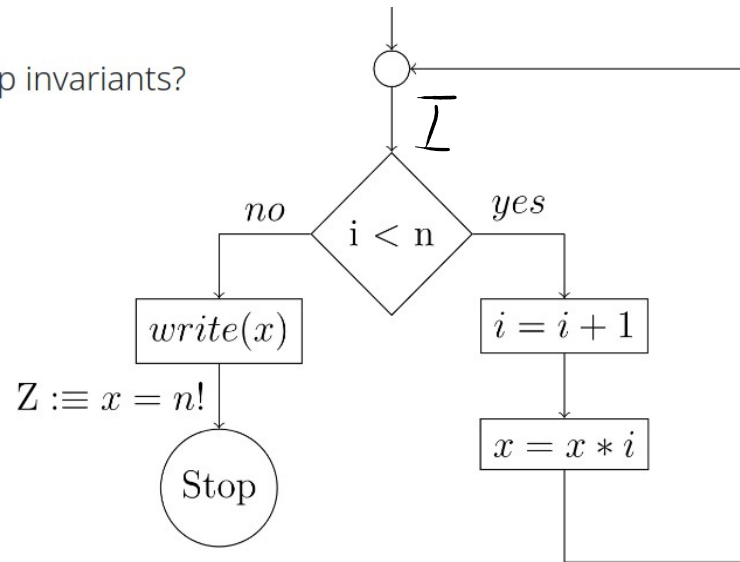 p invariants?
I
no
yes
i < n
write(x)
i = i + 1
Z :≡ x = n!
x = x * i
Stop